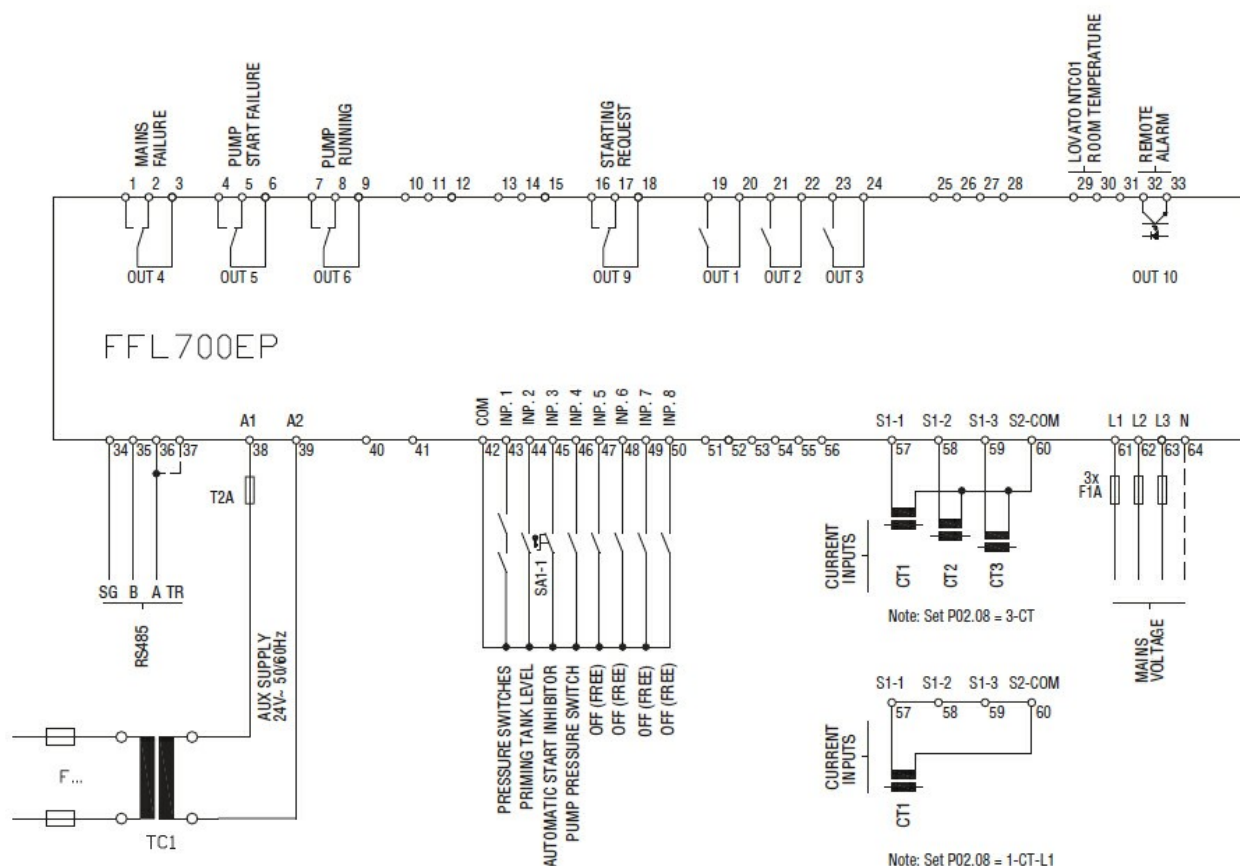 MAINS
FAILURE
PUMP
START FAILURE
PUMP
RUNNING
STARTING
REQUEST
LOVATO NTC01
ROOM TEMPERATURE
REMOTE
ALARM
1 2 3 4 5 6 7 8 9 10 11 12 13 14 15 16 17 18 19 20 21 22 23 24 25 26 27 28 29 30 31 32 33
OUT 4 OUT 5 OUT 6 OUT 9 OUT 1 OUT 2 OUT 3 OUT 10
FFL700EP
A1 A2 COM INP. 1 INP. 2 INP. 3 INP. 4 INP. 5 INP. 6 INP. 7 INP. 8 S1-1 S1-2 S1-3 S2-COM L1 L2 L3 N
34 35 36 37 38 39 40 41 42 43 44 45 46 47 48 49 50 51 52 53 54 55 56 57 58 59 60 61 62 63 64
T2A
3x
F1A
SA1-1
CURRENT
INPUTS
CT1 CT2 CT3
SG B A TR
RS485
Note: Set P02.08 = 3-CT
MAINS
VOLTAGE
AUX SUPPLY
24V~ 50/60Hz
PRESSURE SWITCHES
PRIMING TANK LEVEL
AUTOMATIC START INHIBITOR
PUMP PRESSURE SWITCH
OFF (FREE)
OFF (FREE)
OFF (FREE)
OFF (FREE)
S1-1 S1-2 S1-3 S2-COM
57 58 59 60
CURRENT
INPUTS
CT1
F...
TC1
Note: Set P02.08 = 1-CT-L1